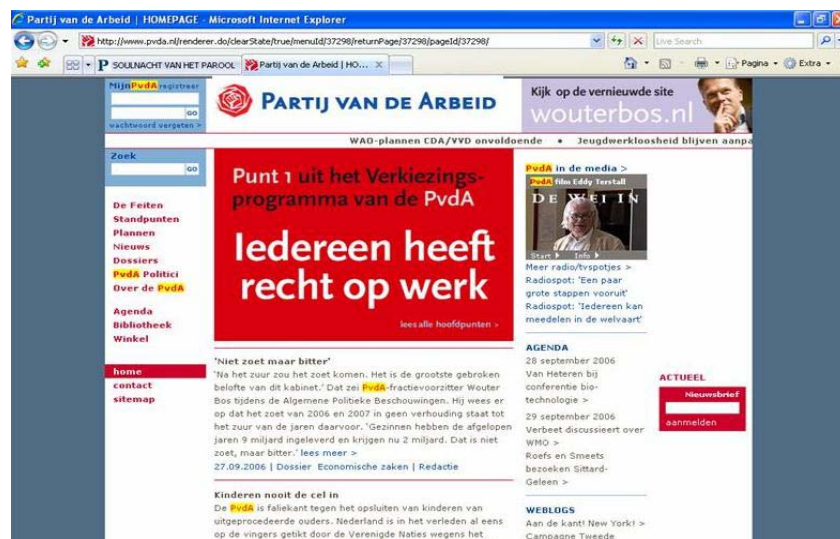 Partij van de Arbeid | HOMEPAGE - Microsoft Internet Explorer
http://www.pvda.nl/renderer.do/clearState/true/menuId/37298/returnPage/37298/pageId/37298/
Live Search
P SOULNACHT VAN HET PAROOL
Partij van de Arbeid | HO...
Pagina
Extra
MijnPvdA registreer
GO
wachtwoord vergeten >
PARTIJ VAN DE ARBEID
Kijk op de vernieuwde site
wouterbos.nl
WAO-plannen CDA/VVD onvoldoende • Jeugdwerkloosheid blijven aanpa
Zoek
GO
De Feiten
Standpunten
Plannen
Nieuws
Dossiers
PvdA Politici
Over de PvdA
Agenda
Bibliotheek
Winkel
home
contact
sitemap
Punt 1 uit het Verkiezings-
programma van de PvdA
Iedereen heeft
recht op werk
lees alle hoofdpunten >
'Niet zoet maar bitter'
'Na het zuur zou het zoet komen. Het is de grootste gebroken
belofte van dit kabinet.' Dat zei PvdA-fractievoorzitter Wouter
Bos tijdens de Algemene Politieke Beschouwingen. Hij wees er
op dat het zoet van 2006 en 2007 in geen verhouding staat tot
het zuur van de jaren daarvoor. 'Gezinnen hebben de afgelopen
jaren 9 miljard ingeleverd en krijgen nu 2 miljard. Dat is niet
zoet, maar bitter.' lees meer >
27.09.2006 | Dossier Economische zaken | Redactie
Kinderen nooit de cel in
De PvdA is faliekant tegen het opsluiten van kinderen van
uitgeprocedeerde ouders. Nederland is in het verleden al eens
op de vingers getikt door de Verenigde Naties wegens het
PvdA in de media >
PvdA film Eddy Terstall
DE WEI IN
Start Info
Meer radio/tvspotjes >
Radiospot: 'Een paar
grote stappen vooruit'
Radiospot: 'Iedereen kan
meedelen in de welvaart'
AGENDA
28 september 2006
Van Heteren bij
conferentie bio-
technologie >
29 september 2006
Verbeet discussieert over
WMO >
Roefs en Smeets
bezoeken Sittard-
Geleen >
WEBLOGS
Aan de kant! New York! >
Campagne Tweede
ACTUEEL
Nieuwsbrief
aanmelden